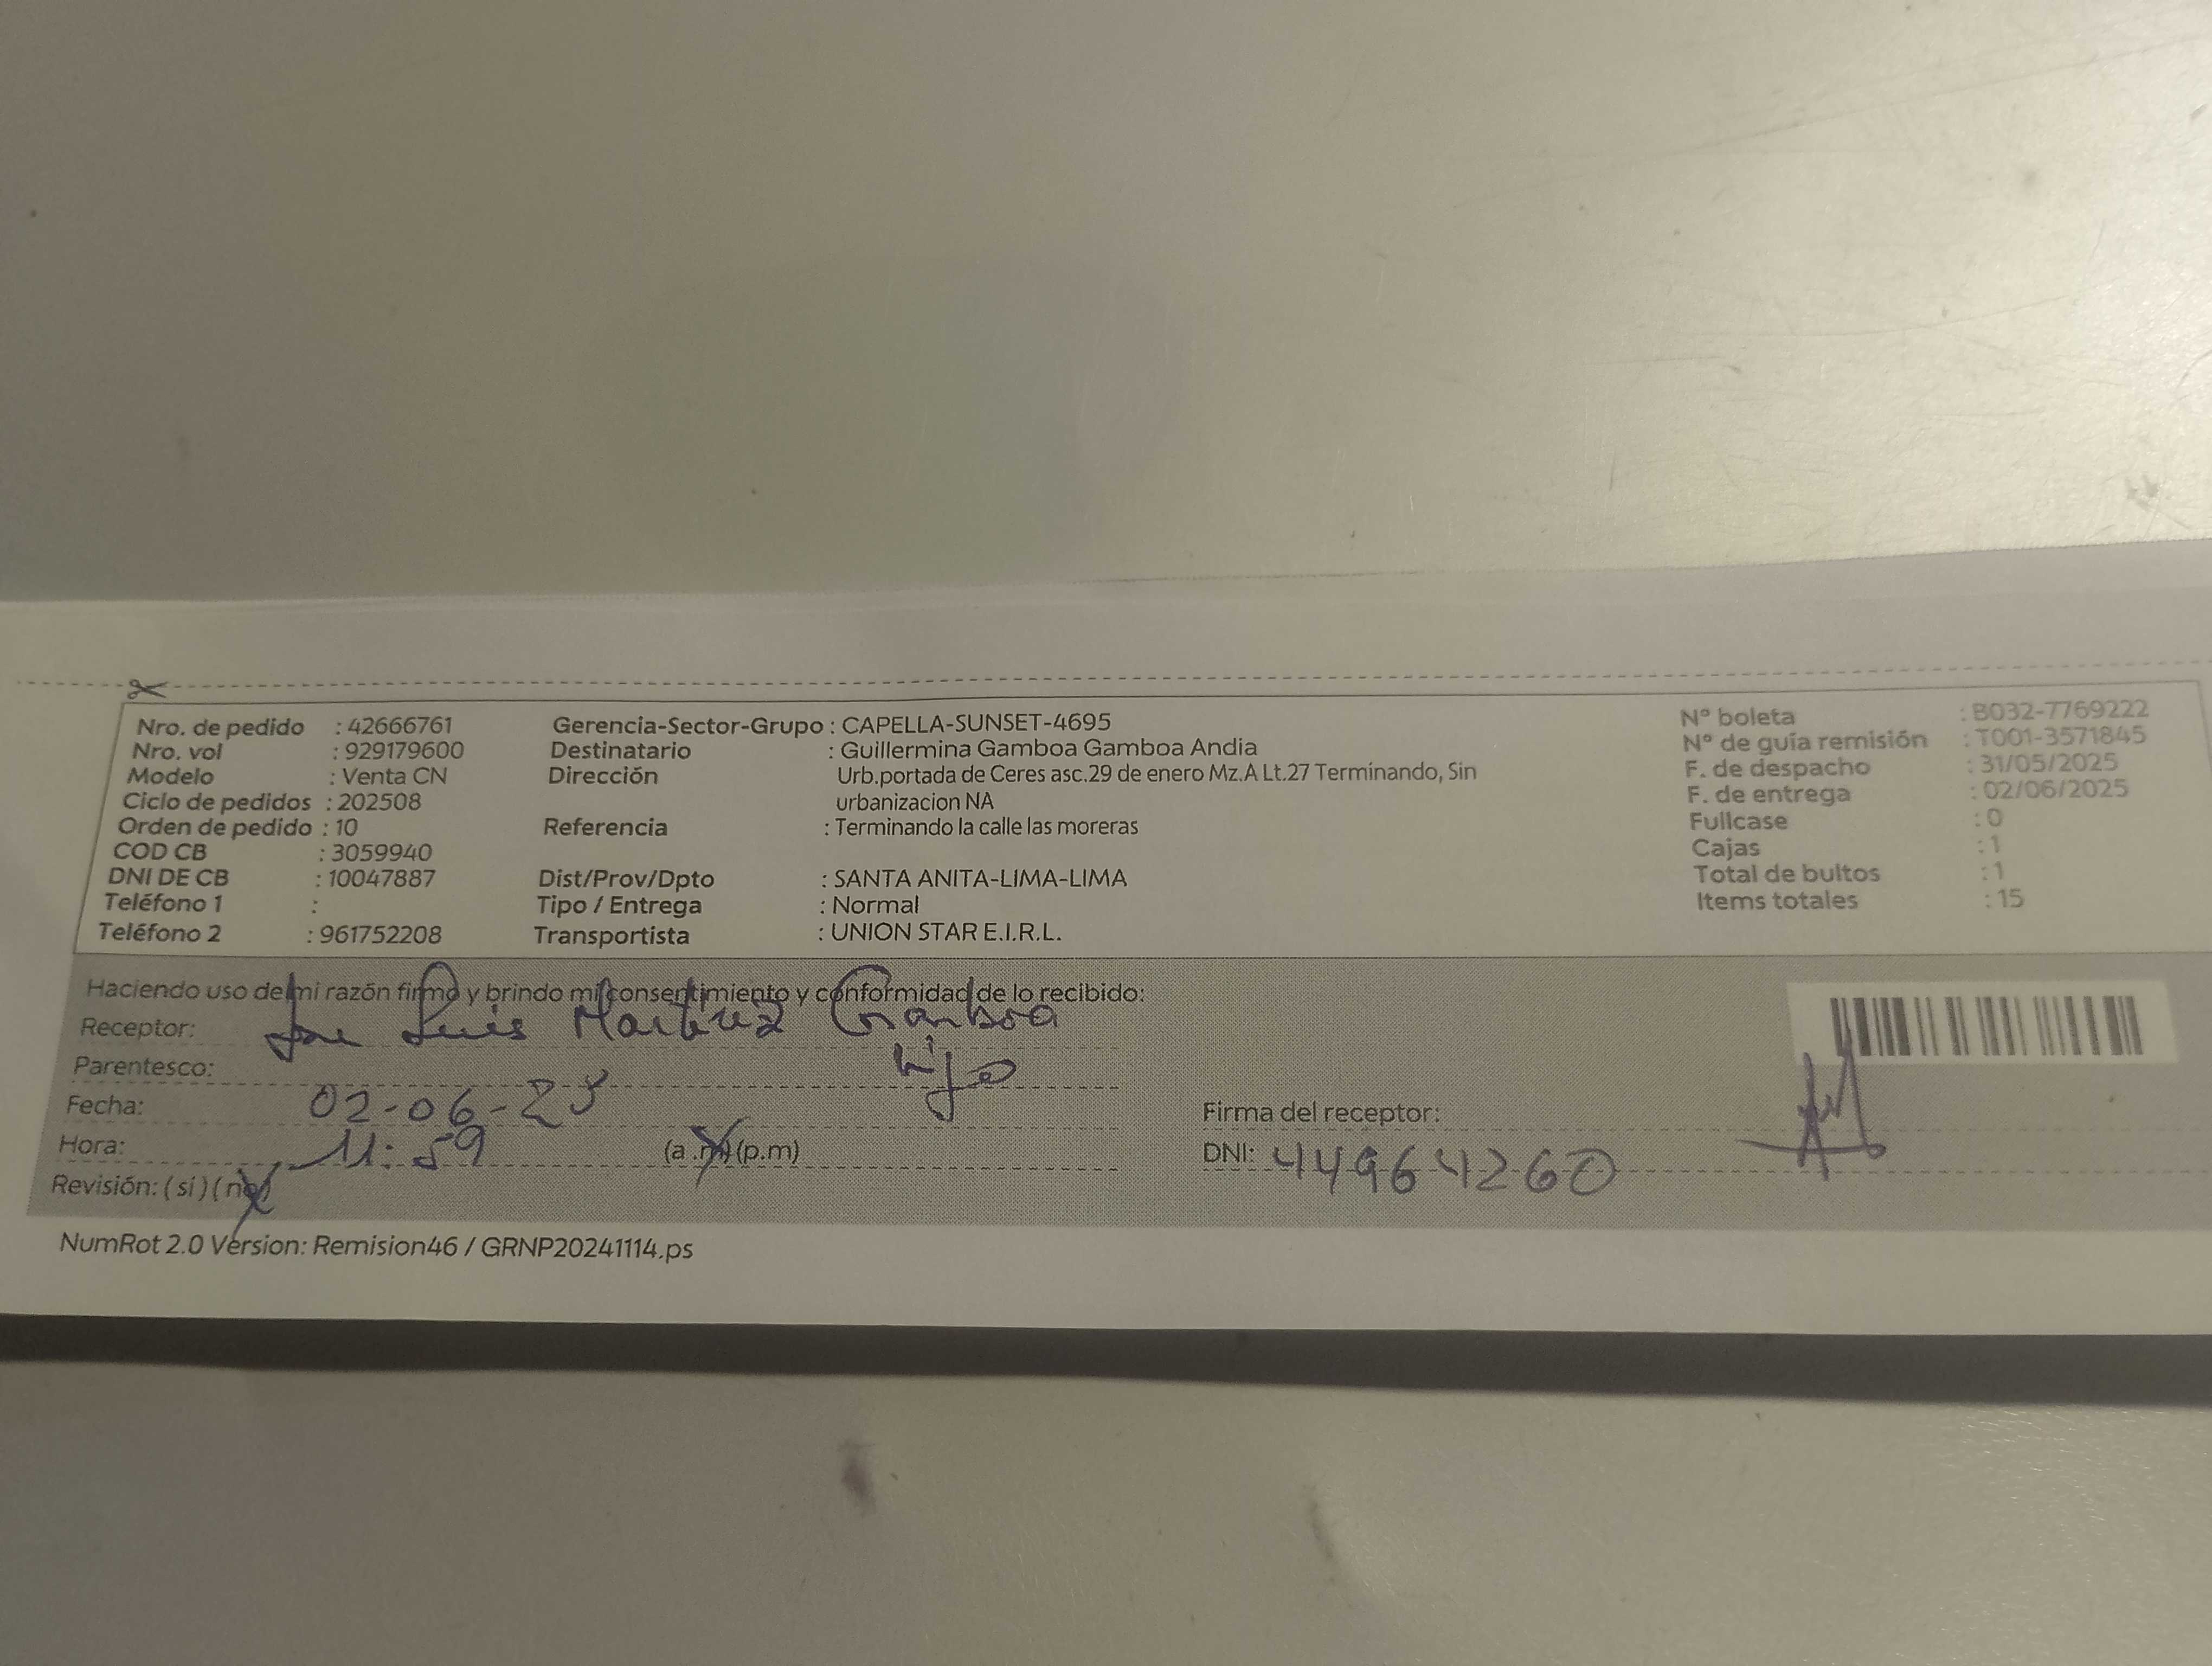 Nro. de pedido : 42666761
Nro. vol : 929179600
Modelo : Venta CN
Ciclo de pedidos : 202508
Orden de pedido : 10
COD CB : 3059940
DNI DE CB : 10047887
Teléfono 1 :
Teléfono 2 : 961752208
Gerencia-Sector-Grupo : CAPELLA-SUNSET-4695
Destinatario : Guillermina Gamboa Gamboa Andia
Dirección Urb.portada de Ceres asc.29 de enero Mz.A Lt.27 Terminando, Sin
urbanizacion NA
Referencia : Terminando la calle las moreras
Dist/Prov/Dpto : SANTA ANITA-LIMA-LIMA
Tipo / Entrega : Normal
Transportista : UNION STAR E.I.R.L.
N° boleta : B032-7769222
N° de guía remisión : T001-3571845
F. de despacho : 31/05/2025
F. de entrega : 02/06/2025
Fullcase : 0
Cajas : 1
Total de bultos : 1
Items totales : 15
Haciendo uso de mi razón firmo y brindo mi consentimiento y conformidad de lo recibido:
Receptor: Jose Luis Martinez Gamboa
Parentesco: Hijo
Fecha: 02-06-25
Hora: 11:59 (a.m) (p.m)
Revisión: (sí) (no)
Firma del receptor:
DNI: 44964260
NumRot 2.0 Version: Remision46 / GRNP20241114.ps